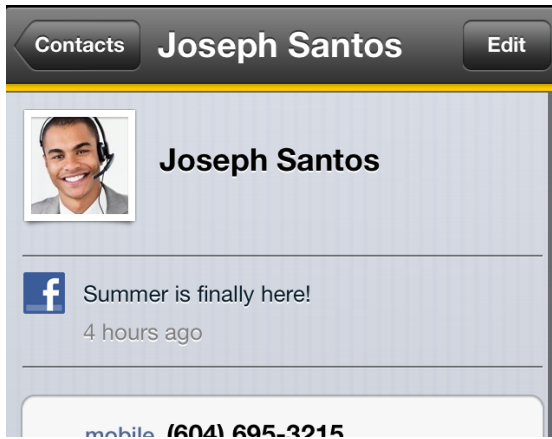 Contacts Joseph Santos Edit
Joseph Santos
f Summer is finally here!
4 hours ago
mobile (604) 695-3215